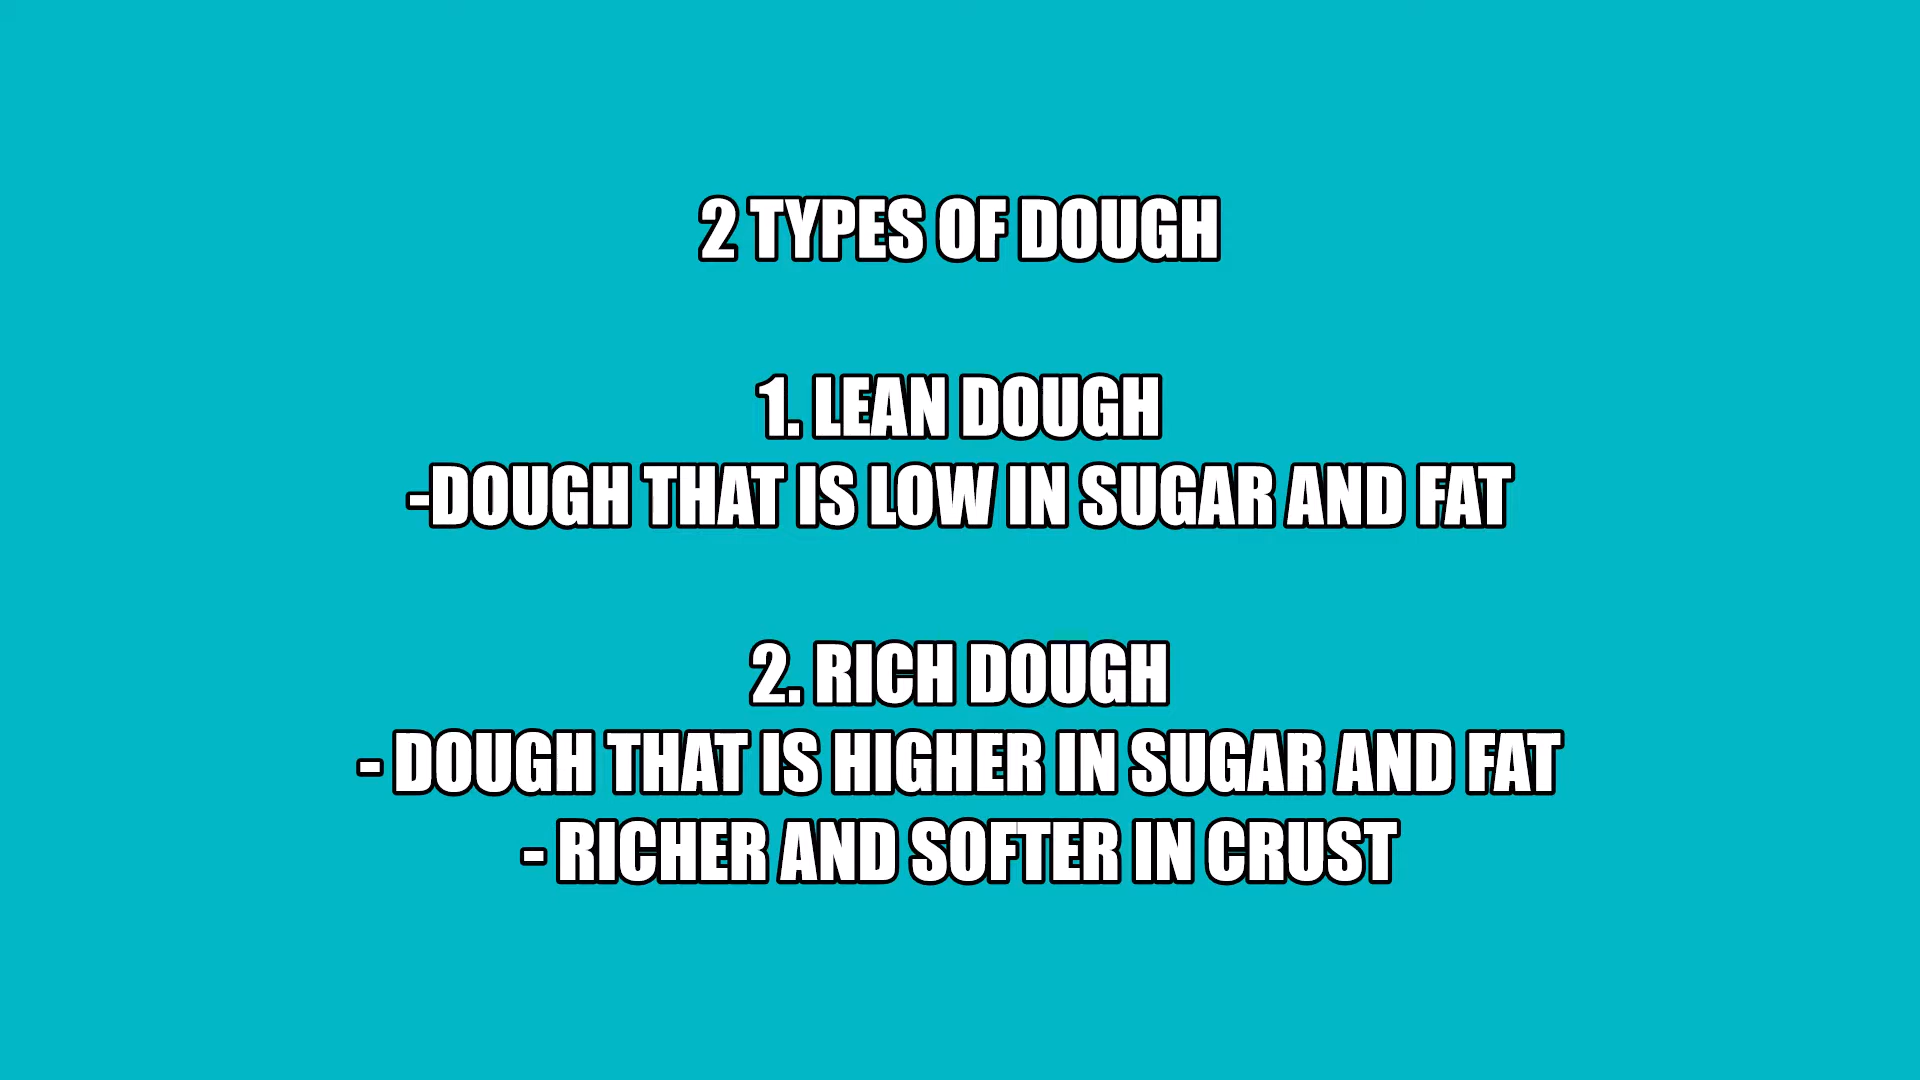 2 TYPES OF DOUGH
1. LEAN DOUGH
-DOUGH THAT IS LOW IN SUGAR AND FAT
2. RICH DOUGH
- DOUGH THAT IS HIGHER IN SUGAR AND FAT
- RICHER AND SOFTER IN CRUST